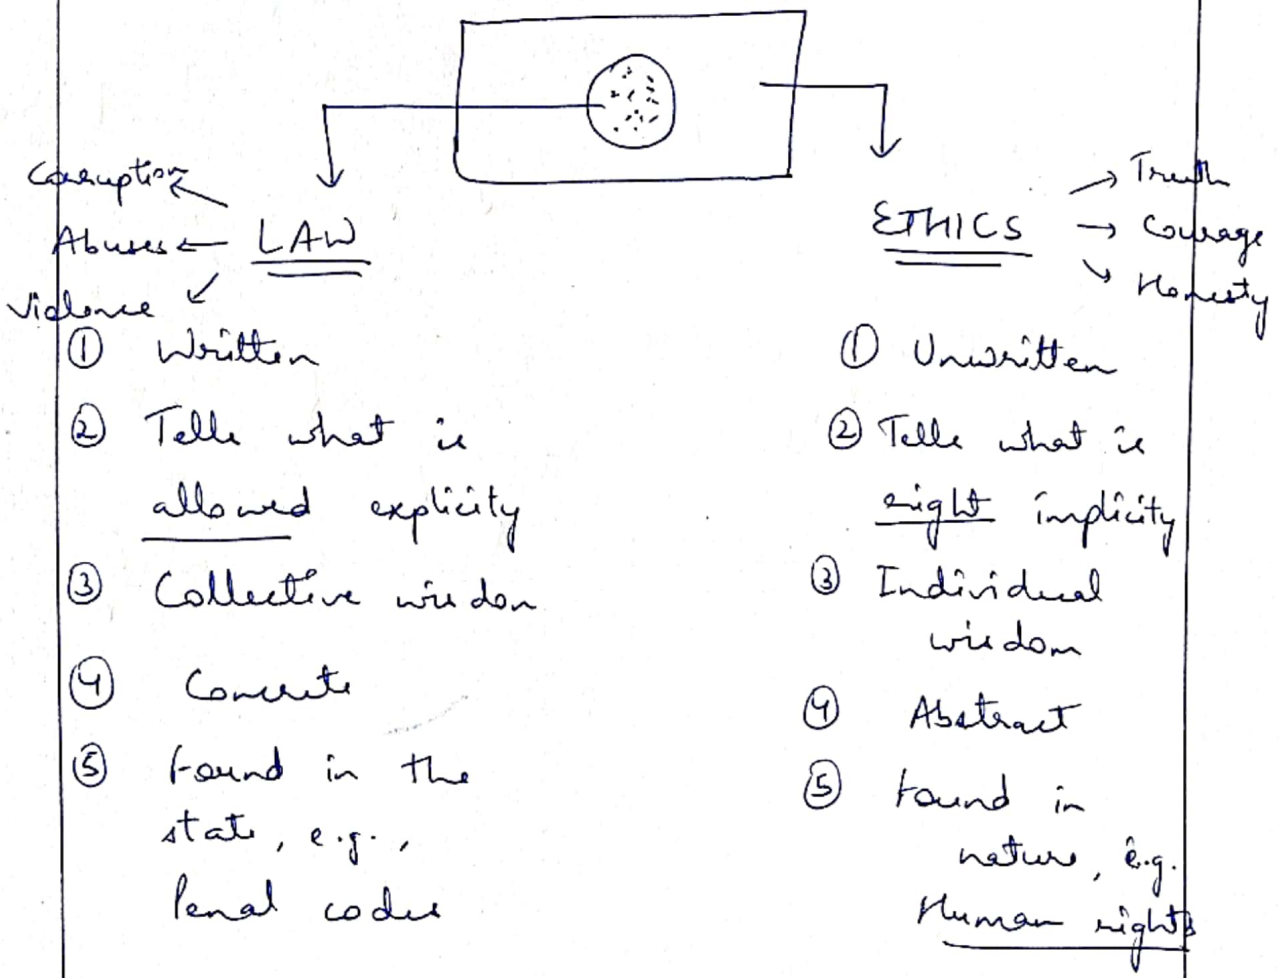 Corruption
Abuses
Violence
LAW
① Written
② Tells what is
allowed explicity
③ Collective wisdom
④ Concrete
⑤ Found in the
state, e.g.,
Penal codes
ETHICS
Truth
Courage
Honesty
① Unwritten
② Tells what is
right implicity
③ Individual
wisdom
④ Abstract
⑤ Found in
nature, e.g.
Human rights